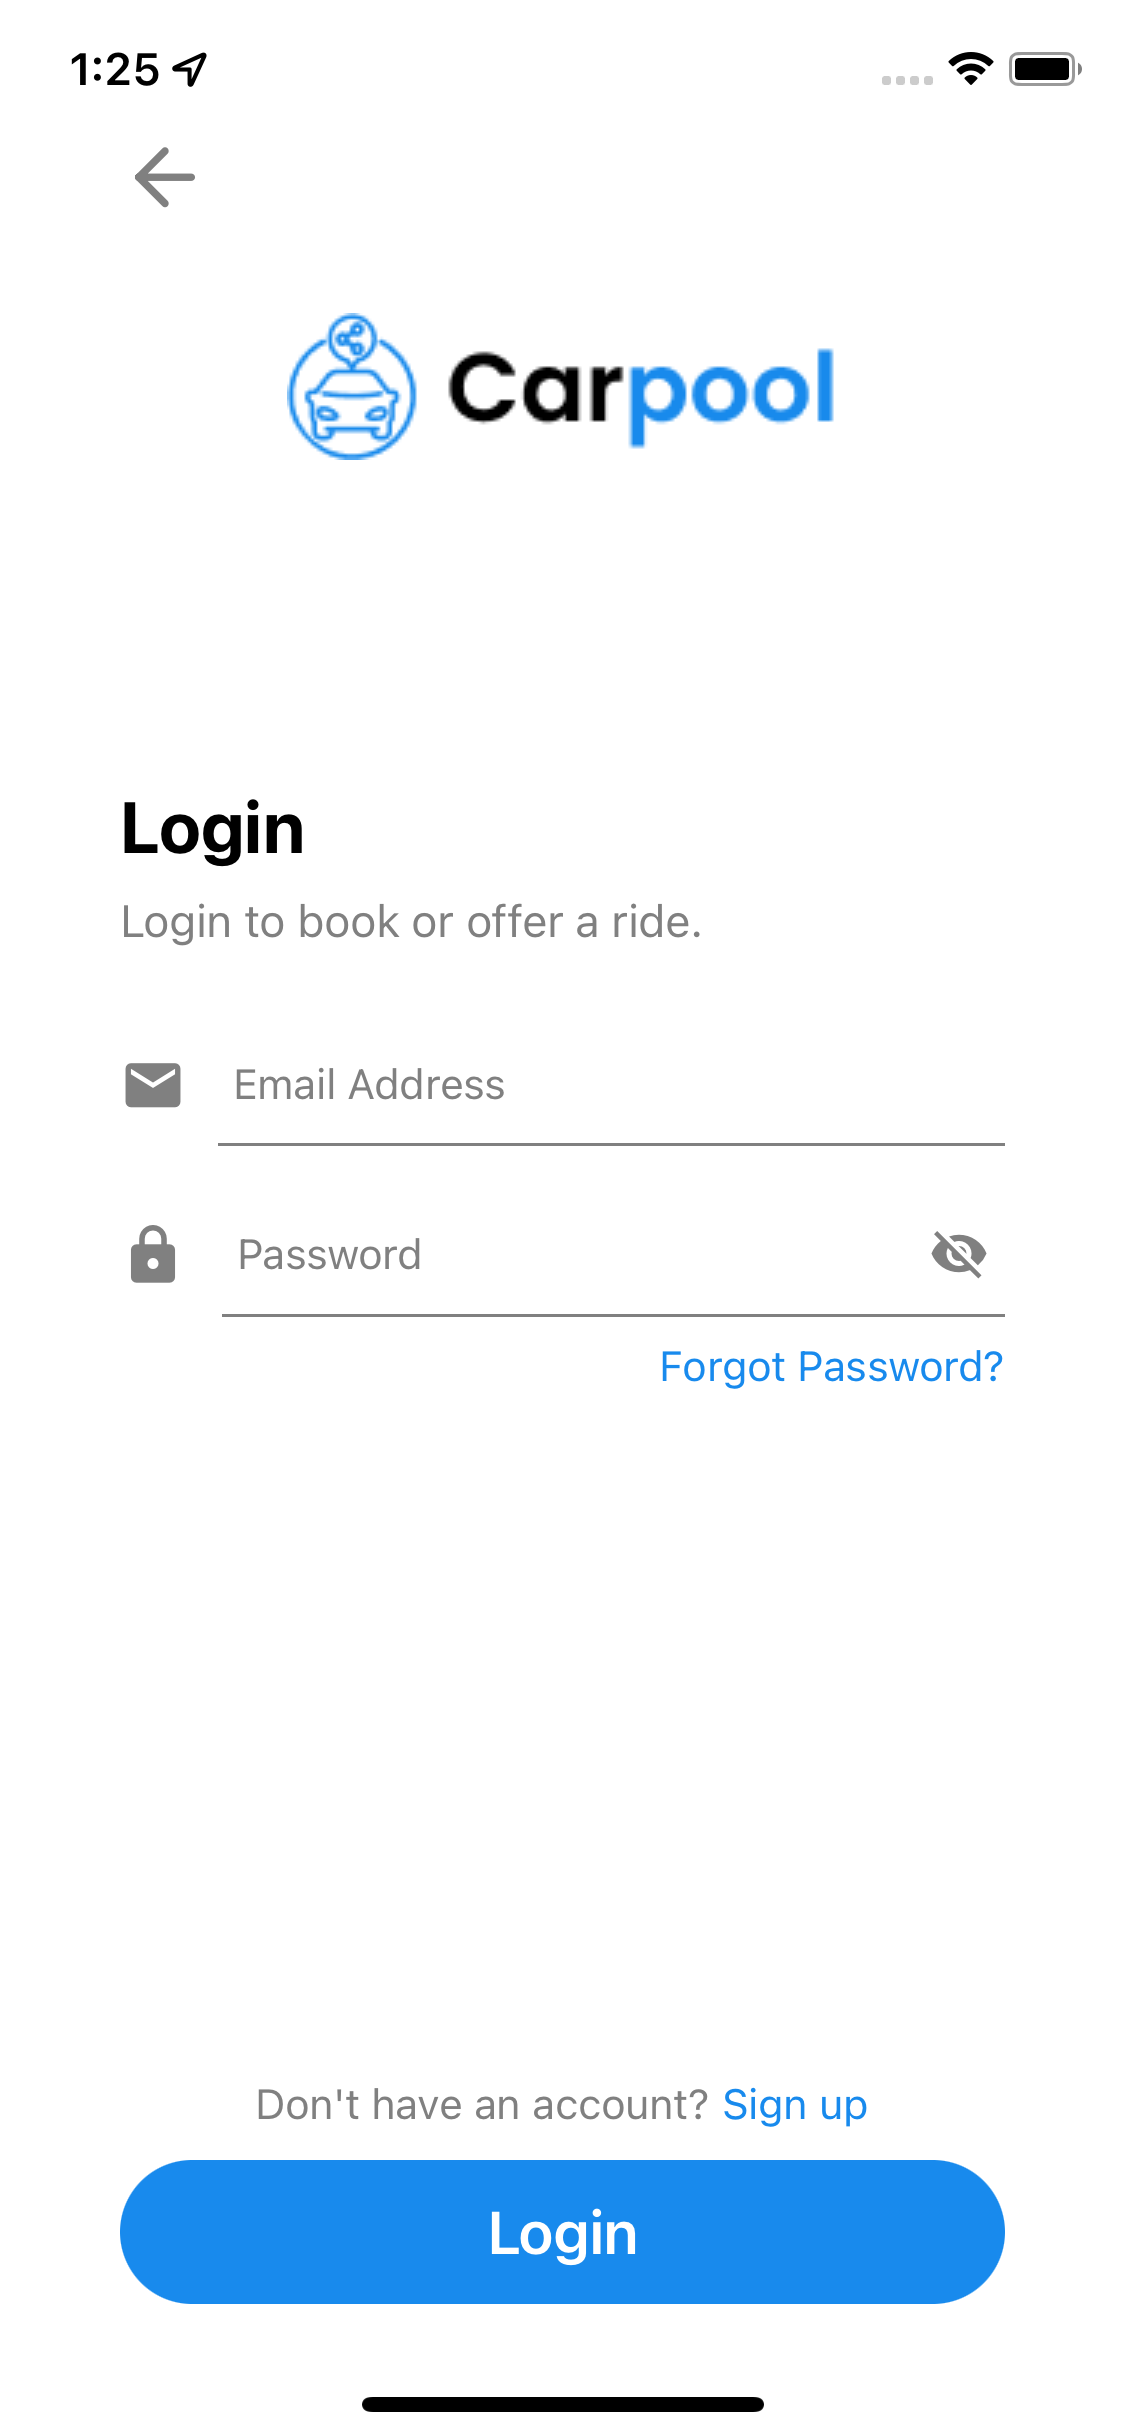 1:25
Carpool
Login
Login to book or offer a ride.
Email Address
Password
Forgot Password?
Don't have an account? Sign up
Login